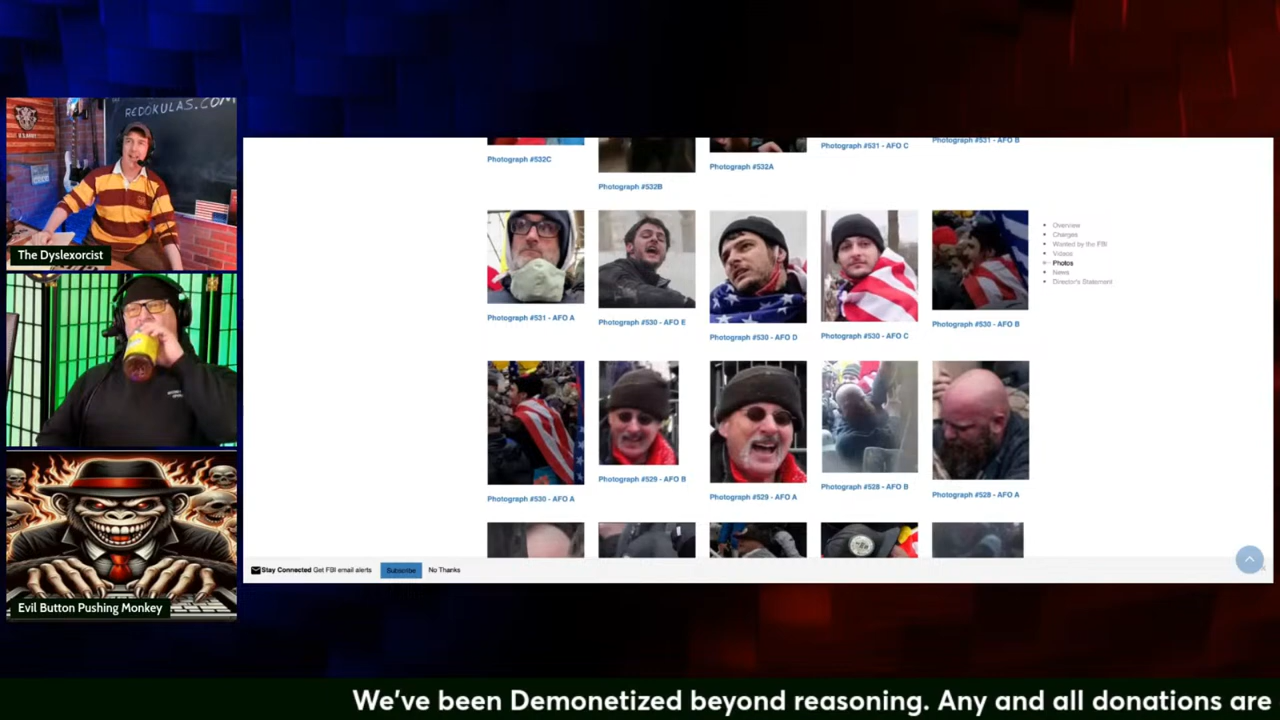 REDOKULAS.COM
The Dyslexorcist
Evil Button Pushing Monkey
Photograph #532C
Photograph #532B
Photograph #532A
Photograph #531 - AFO C
Photograph #531 - AFO B
Photograph #531 - AFO A
Photograph #530 - AFO E
Photograph #530 - AFO D
Photograph #530 - AFO C
Photograph #530 - AFO B
Photograph #530 - AFO A
Photograph #529 - AFO B
Photograph #529 - AFO A
Photograph #528 - AFO B
Photograph #528 - AFO A
Overview
Charges
Wanted by the FBI
Videos
Photos
News
Director's Statement
Stay Connected Get FBI email alerts
Subscribe
No Thanks
We've been Demonetized beyond reasoning. Any and all donations are